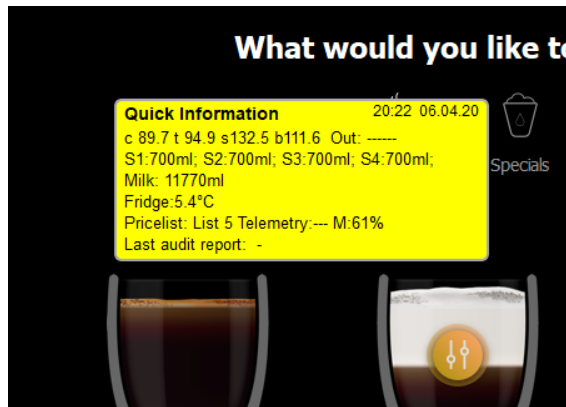 What would you like to
Quick Information 20:22 06.04.20
c 89.7 t 94.9 s132.5 b111.6 Out: ------
S1:700ml; S2:700ml; S3:700ml; S4:700ml;
Milk: 11770ml
Fridge:5.4°C
Pricelist: List 5 Telemetry:--- M:61%
Last audit report: -
Specials